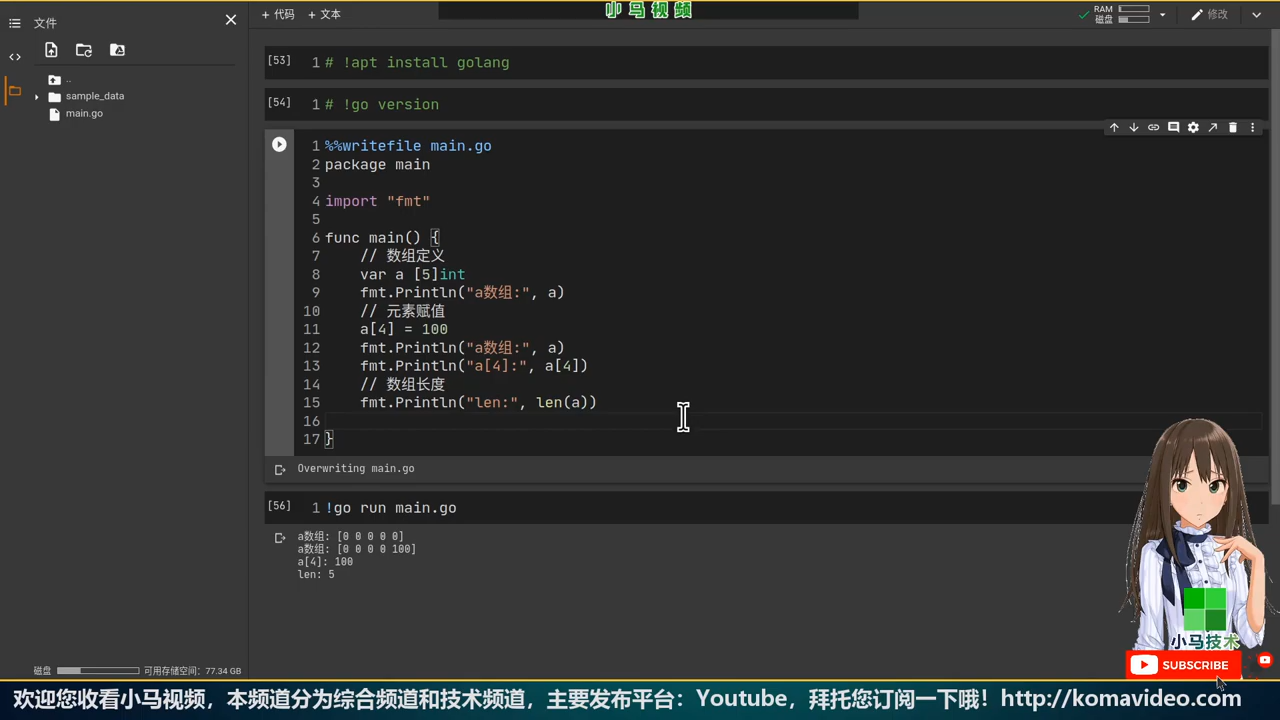 小马视频
文件
+ 代码 + 文本
RAM
磁盘
修改
..
sample_data
main.go
[53] 1 # !apt install golang
[54] 1 # !go version
1 %%writefile main.go
2 package main
3
4 import "fmt"
5
6 func main() {
7 // 数组定义
8 var a [5]int
9 fmt.Println("a数组:", a)
10 // 元素赋值
11 a[4] = 100
12 fmt.Println("a数组:", a)
13 fmt.Println("a[4]:", a[4])
14 // 数组长度
15 fmt.Println("len:", len(a))
16
17 }
Overwriting main.go
[56] 1 !go run main.go
a数组: [0 0 0 0 0]
a数组: [0 0 0 0 100]
a[4]: 100
len: 5
小马技术
SUBSCRIBE
磁盘 可用存储空间：77.34 GB
欢迎您收看小马视频，本频道分为综合频道和技术频道，主要发布平台：Youtube，拜托您订阅一下哦！http://komavideo.com